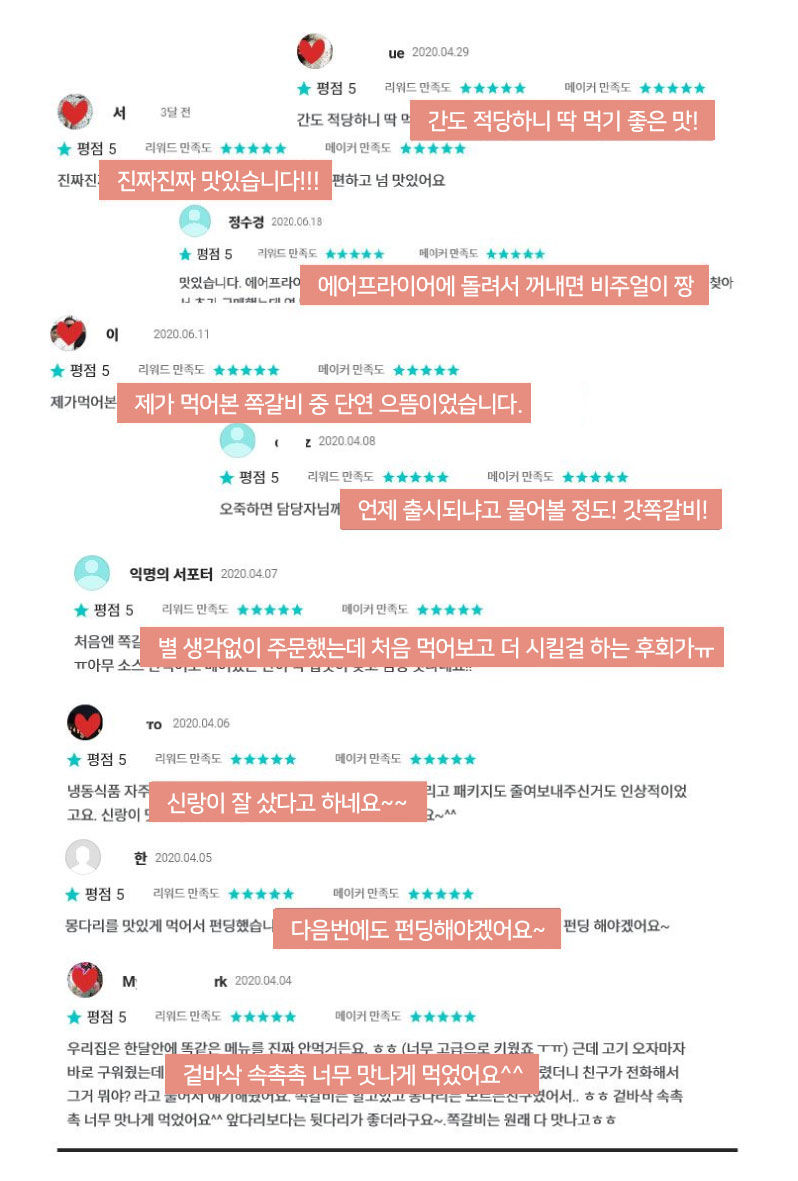 ue 2020.04.29
평점 5 리워드 만족도 메이커 만족도
간도 적당하니 딱 먹
간도 적당하니 딱 먹기 좋은 맛!
서 3달 전
평점 5 리워드 만족도 메이커 만족도
진짜진
진짜진짜 맛있습니다!!!
편하고 넘 맛있어요
정수경 2020.06.18
평점 5 리워드 만족도 메이커 만족도
맛있습니다. 에어프라이
에어프라이어에 돌려서 꺼내면 비주얼이 짱
찾아
이 2020.06.11
평점 5 리워드 만족도 메이커 만족도
제가먹어본
제가 먹어본 쪽갈비 중 단연 으뜸이었습니다.
z 2020.04.08
평점 5 리워드 만족도 메이커 만족도
오죽하면 담당자님께
언제 출시되냐고 물어볼 정도! 갓쪽갈비!
익명의 서포터 2020.04.07
평점 5 리워드 만족도 메이커 만족도
처음엔 쪽갈
별 생각없이 주문했는데 처음 먹어보고 더 시킬걸 하는 후회가ㅠ
ㅠ아무 소스
TO 2020.04.06
평점 5 리워드 만족도 메이커 만족도
냉동식품 자주
신랑이 잘 샀다고 하네요~~
리고 패키지도 줄여보내주신거도 인상적이었
고요. 신랑이
요~^^
한 2020.04.05
평점 5 리워드 만족도 메이커 만족도
몽다리를 맛있게 먹어서 펀딩했습니
다음번에도 펀딩해야겠어요~
펀딩 해야겠어요~
M rk 2020.04.04
평점 5 리워드 만족도 메이커 만족도
우리집은 한달안에 똑같은 메뉴를 진짜 안먹거든요. ㅎㅎ (너무 고급으로 키웠죠 ㅜㅠ) 근데 고기 오자마자
바로 구워줬는데
겉바삭 속촉촉 너무 맛나게 먹었어요^^
렸더니 친구가 전화해서
그거 뭐야? 라고 물어서 얘기해줬어요. 쪽갈비는 알고있고 몽다리는 모르는친구였어서.. ㅎㅎ 겉바삭 속촉
촉 너무 맛나게 먹었어요^^ 앞다리보다는 뒷다리가 좋더라구요~.쪽갈비는 원래 다 맛나고ㅎㅎ